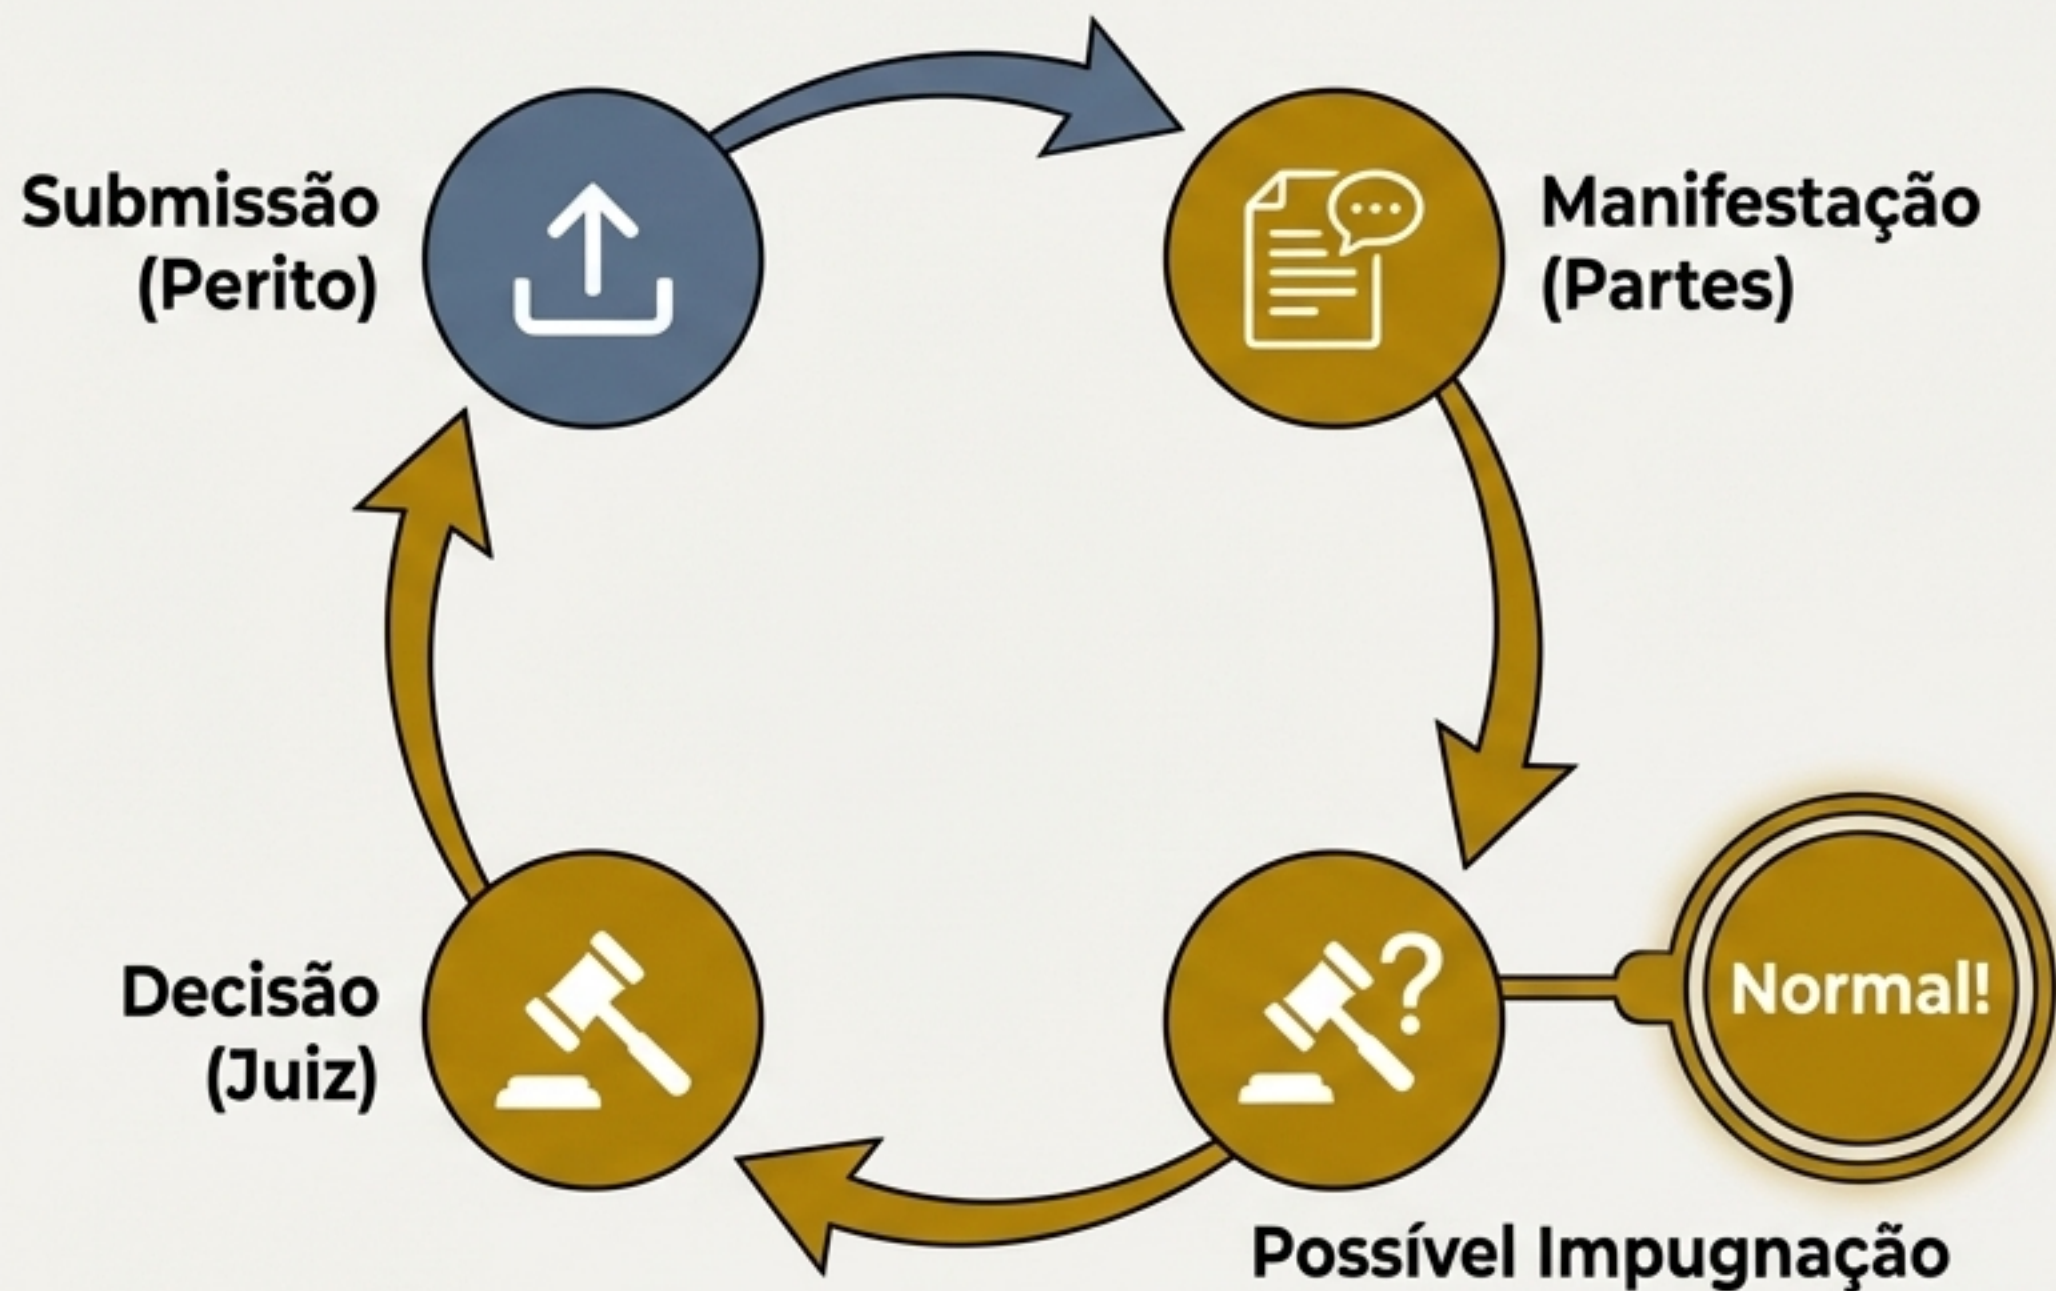 Submissão
(Perito)
Manifestação
(Partes)
Decisão
(Juiz)
Normal!
Possível Impugnação